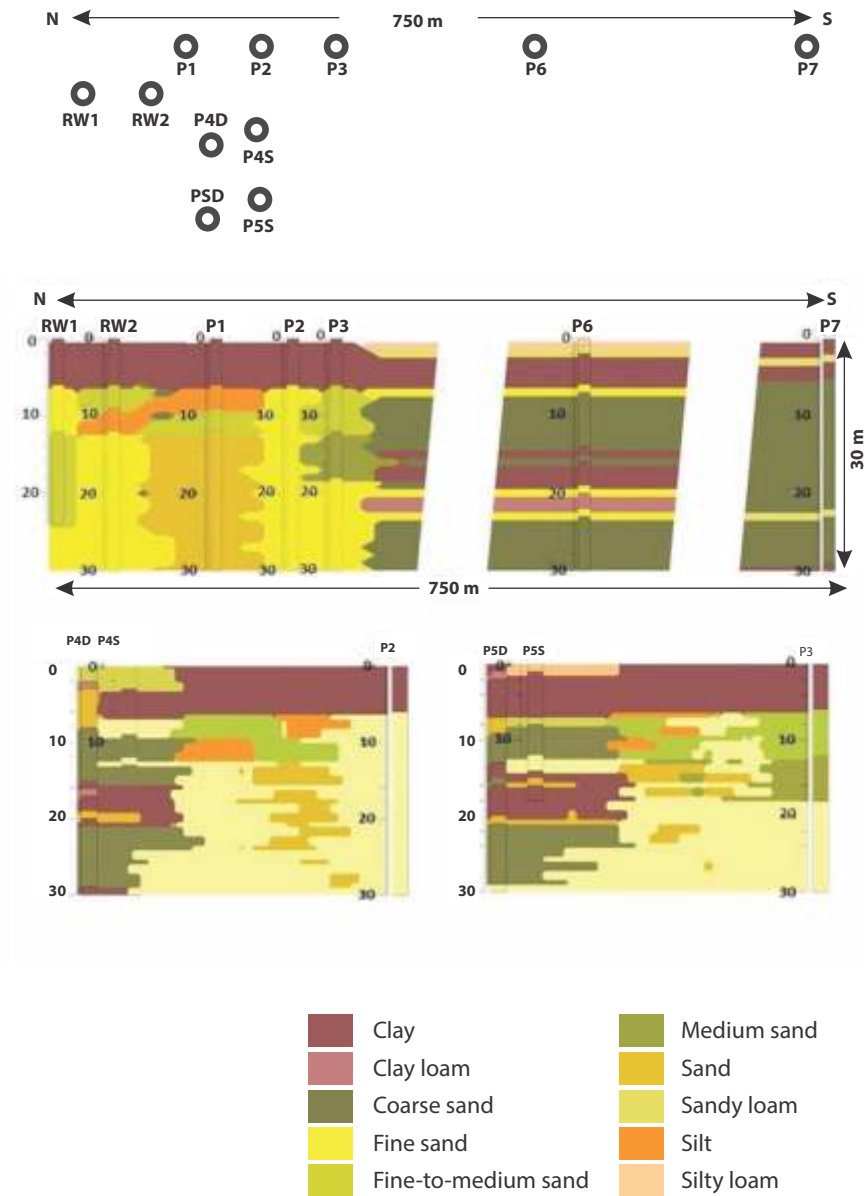 N 750 m S
P1 P2 P3 P6 P7
RW1 RW2 P4D
P4S
PSD
P5S
N S
RW1 RW2 P1 P2 P3 P6 P7
0 0 0 0 0 0 0
10 10 10 10 10 10 10
20 20 20 20 20 20
30 30 30 30 30 30
30 m
750 m
P4D P4S P2
0 0 0
10 10 10
20 20
30 30
P5D P5S P3
0 0 0
10 10 10
20 20
30 30
Clay
Clay loam
Coarse sand
Fine sand
Fine-to-medium sand
Medium sand
Sand
Sandy loam
Silt
Silty loam